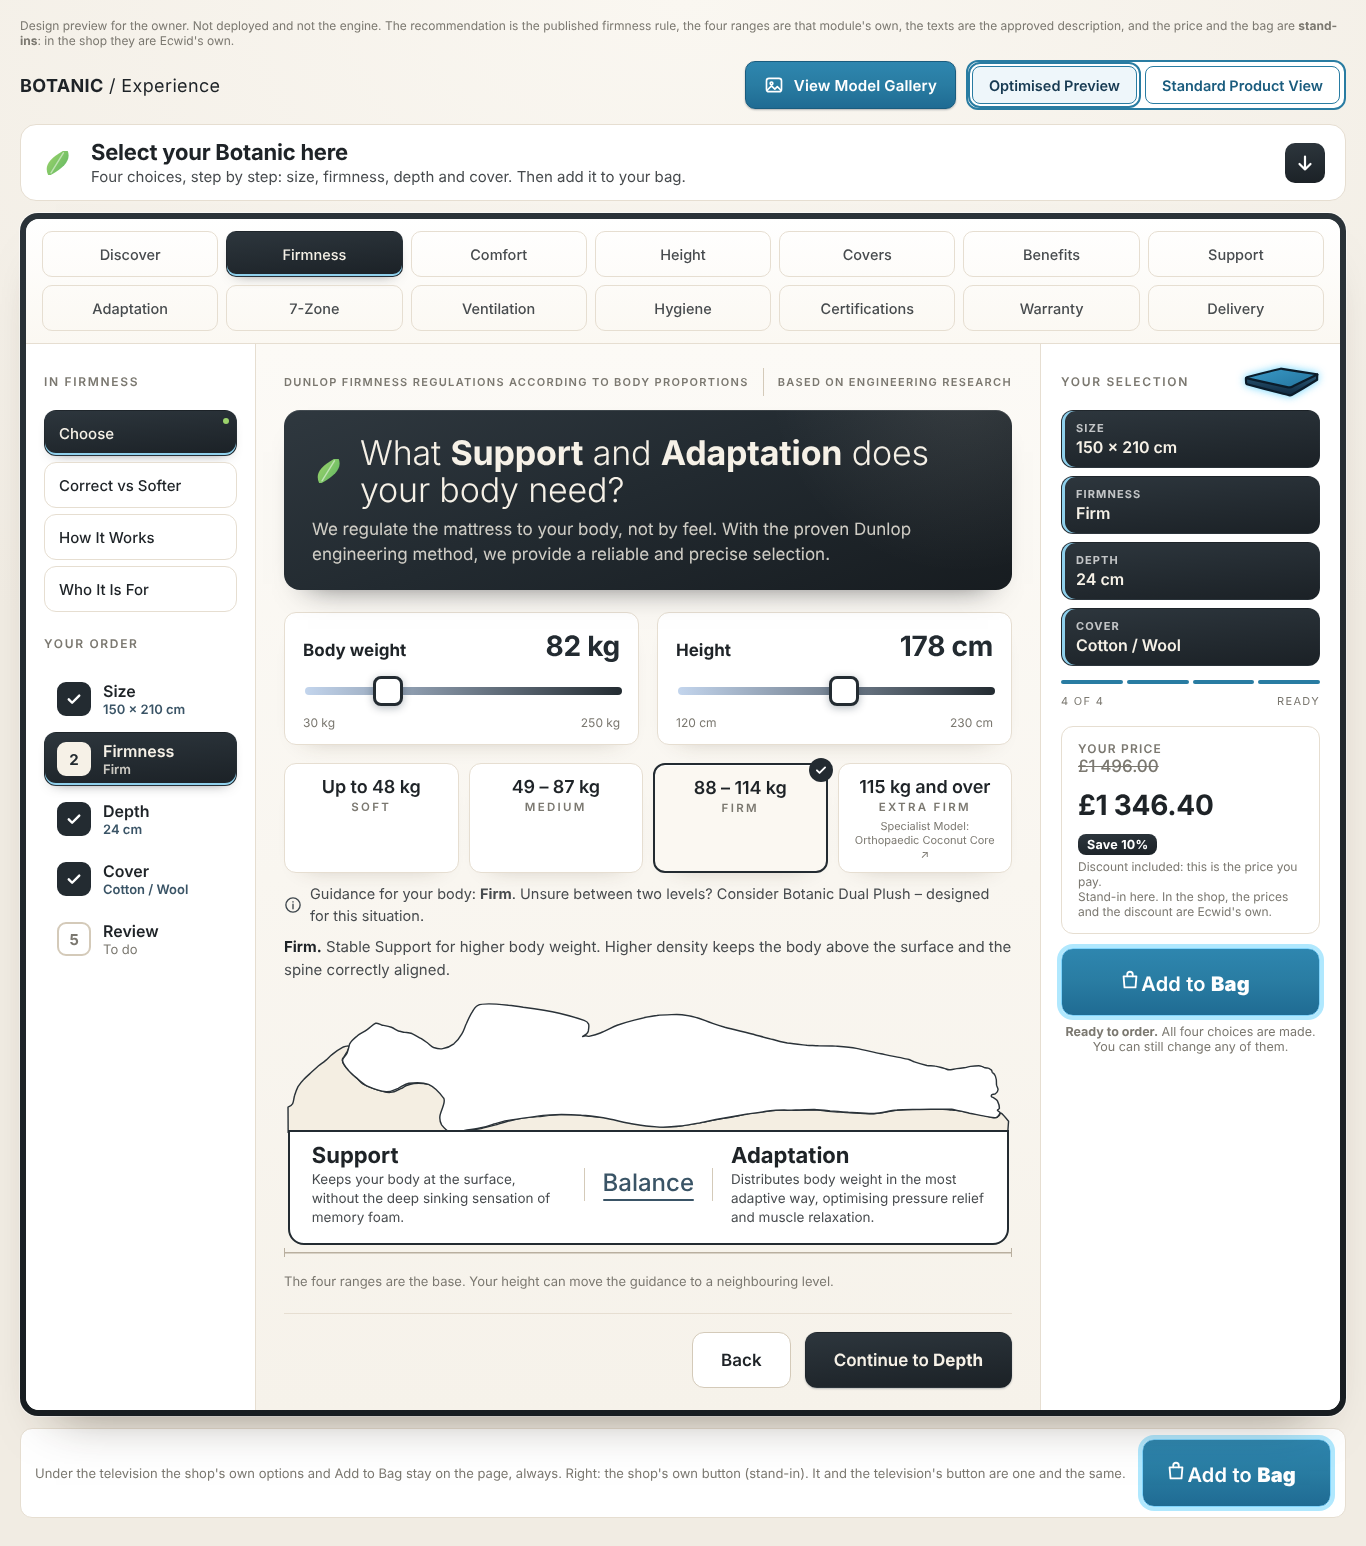 Design preview for the owner. Not deployed and not the engine. The recommendation is the published firmness rule, the four ranges are that module's own, the texts are the approved description, and the price and the bag are stand-
ins: in the shop they are Ecwid's own.
BOTANIC / Experience
View Model Gallery
Optimised Preview
Standard Product View
Select your Botanic here
Four choices, step by step: size, firmness, depth and cover. Then add it to your bag.
Discover
Firmness
Comfort
Height
Covers
Benefits
Support
Adaptation
7-Zone
Ventilation
Hygiene
Certifications
Warranty
Delivery
IN FIRMNESS
Choose
Correct vs Softer
How It Works
Who It Is For
YOUR ORDER
Size
150 × 210 cm
2
Firmness
Firm
Depth
24 cm
Cover
Cotton / Wool
5
Review
To do
DUNLOP FIRMNESS REGULATIONS ACCORDING TO BODY PROPORTIONS
BASED ON ENGINEERING RESEARCH
What Support and Adaptation does
your body need?
We regulate the mattress to your body, not by feel. With the proven Dunlop
engineering method, we provide a reliable and precise selection.
Body weight
82 kg
30 kg
250 kg
Height
178 cm
120 cm
230 cm
Up to 48 kg
SOFT
49 – 87 kg
MEDIUM
88 – 114 kg
FIRM
115 kg and over
EXTRA FIRM
Specialist Model:
Orthopaedic Coconut Core
↗
Guidance for your body: Firm. Unsure between two levels? Consider Botanic Dual Plush – designed
for this situation.
Firm. Stable Support for higher body weight. Higher density keeps the body above the surface and the
spine correctly aligned.
Support
Keeps your body at the surface,
without the deep sinking sensation of
memory foam.
Balance
Adaptation
Distributes body weight in the most
adaptive way, optimising pressure relief
and muscle relaxation.
The four ranges are the base. Your height can move the guidance to a neighbouring level.
Back
Continue to Depth
YOUR SELECTION
SIZE
150 × 210 cm
FIRMNESS
Firm
DEPTH
24 cm
COVER
Cotton / Wool
4 OF 4
READY
YOUR PRICE
£1 496.00
£1 346.40
Save 10%
Discount included: this is the price you
pay.
Stand-in here. In the shop, the prices
and the discount are Ecwid's own.
Add to Bag
Ready to order. All four choices are made.
You can still change any of them.
Under the television the shop's own options and Add to Bag stay on the page, always. Right: the shop's own button (stand-in). It and the television's button are one and the same.
Add to Bag